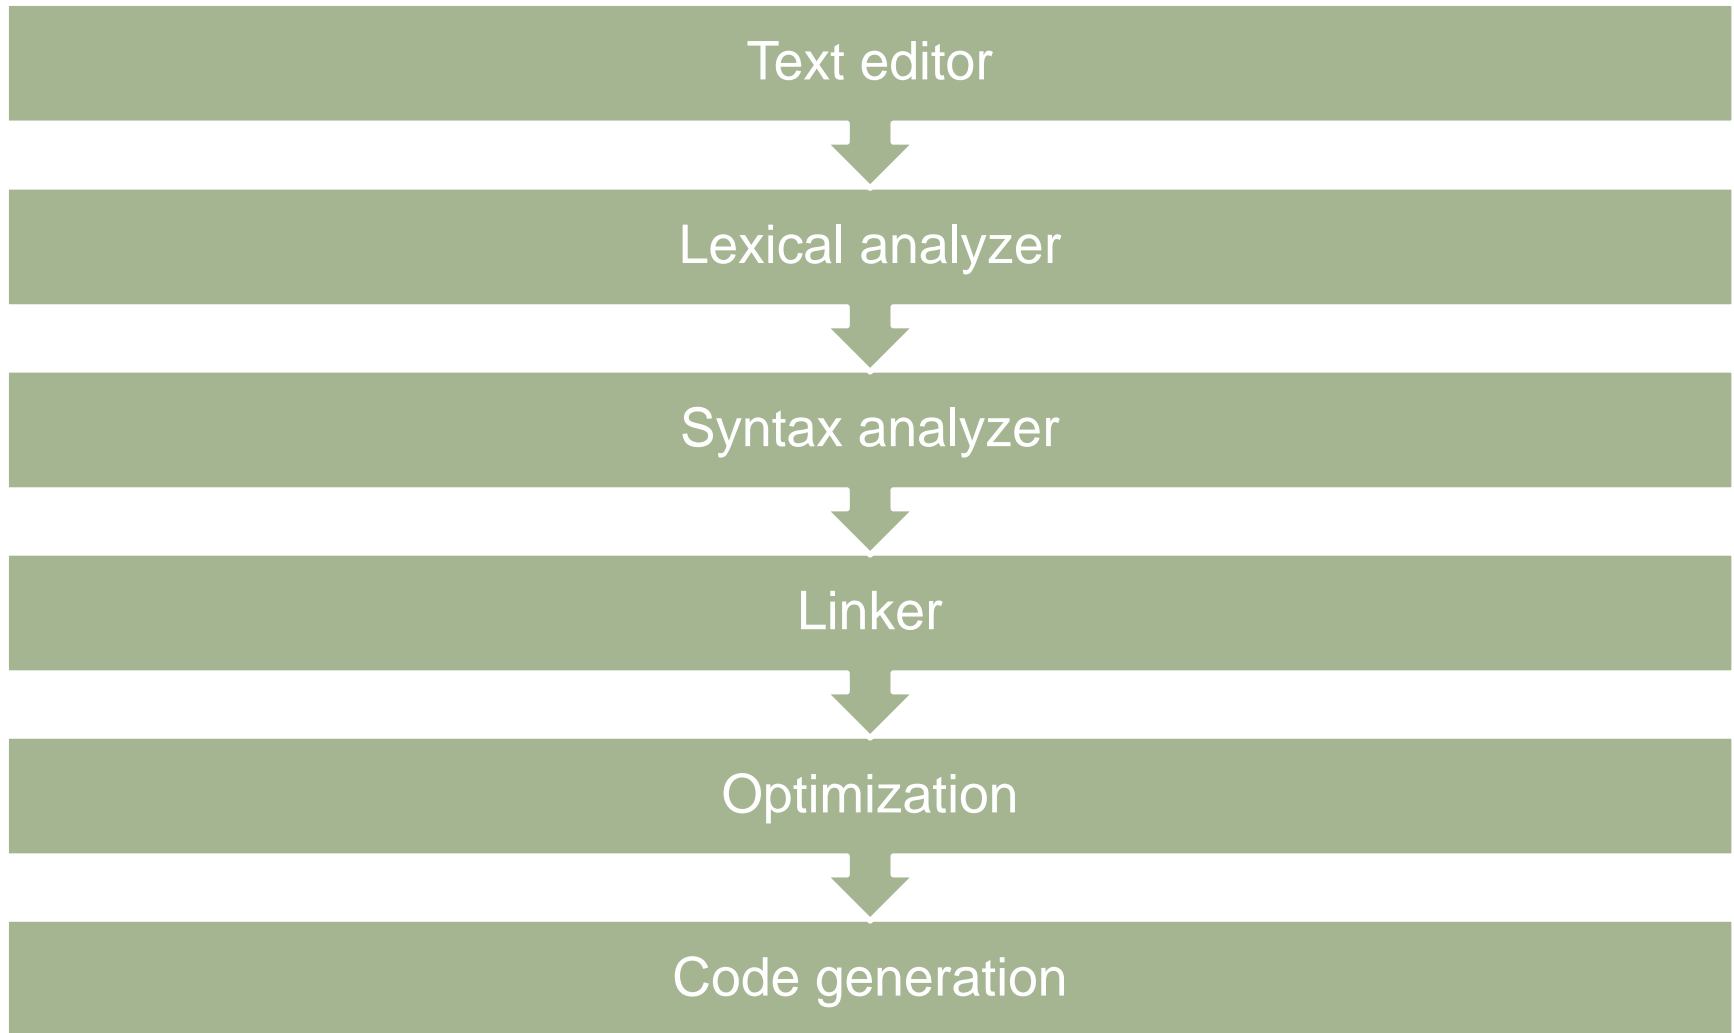 Text editor
Lexical analyzer
Syntax analyzer
Linker
Optimization
Code generation